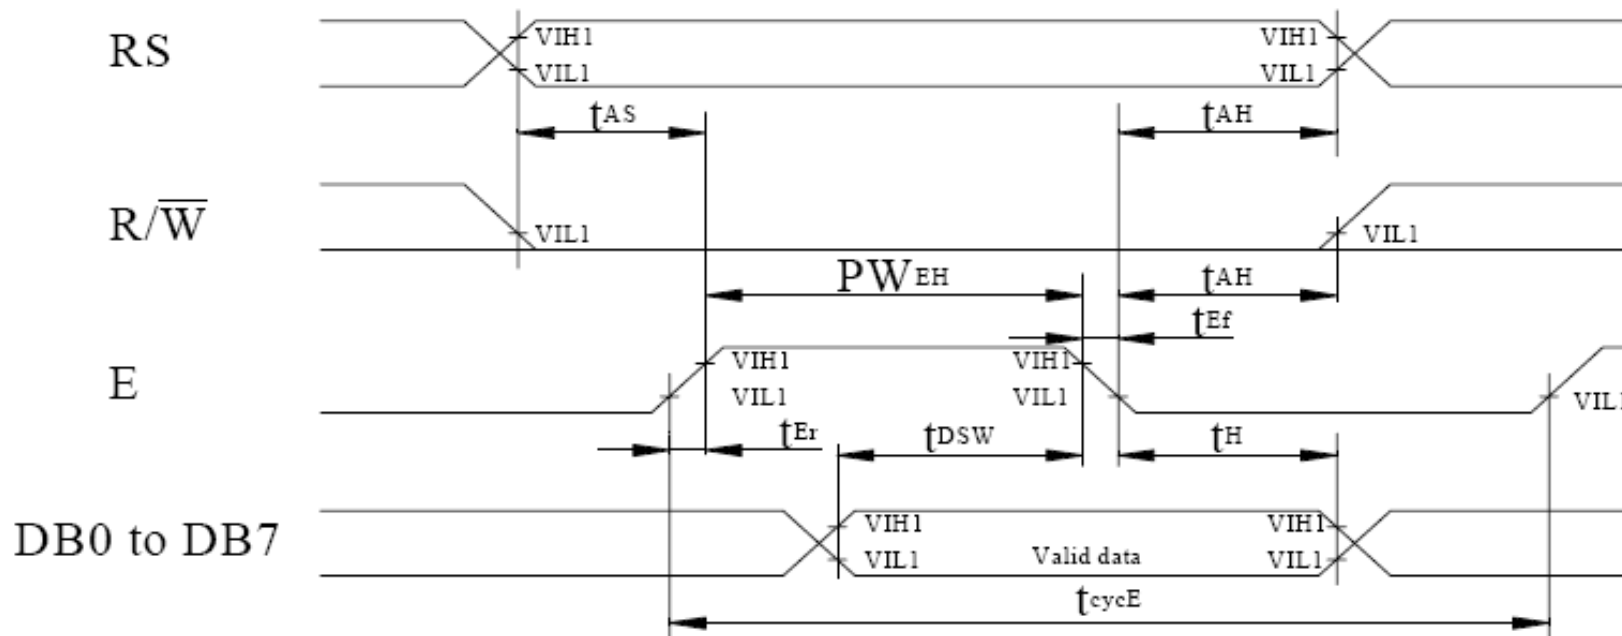 RS VIH1 VIH1
VIL1 VIL1
tAS tAH
R/W̅ VIL1 VIL1
PWEH tAH
tEf
E VIH1 VIH1
VIL1 VIL1 VIL1
tEr tDSW tH
DB0 to DB7 VIH1 VIH1
VIL1 Valid data VIL1
tcycE